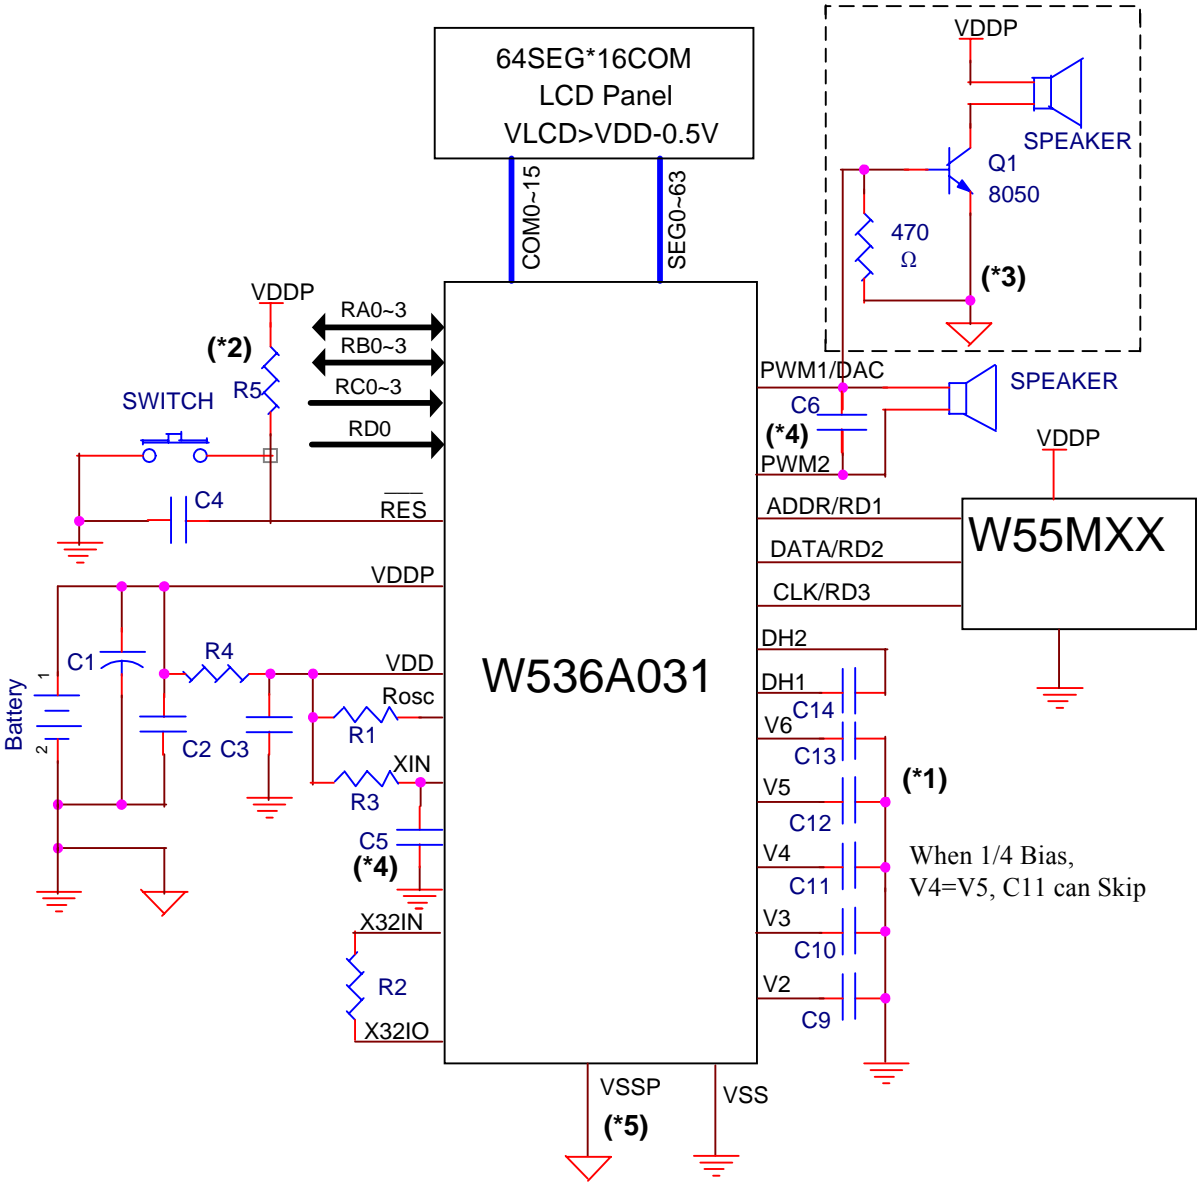 64SEG*16COM
LCD Panel
VLCD>VDD-0.5V
COM0~15
SEG0~63
VDDP
SPEAKER
Q1
8050
470
Ω
(*3)
VDDP
(*2)
R5
SWITCH
C4
RES
RA0~3
RB0~3
RC0~3
RD0
PWM1/DAC
C6
(*4)
PWM2
SPEAKER
VDDP
ADDR/RD1
DATA/RD2
CLK/RD3
W55MXX
W536A031
VDDP
C1
R4
VDD
Rosc
R1
C2
C3
XIN
R3
C5
(*4)
Battery
1
2
X32IN
R2
X32IO
DH2
DH1
C14
V6
C13
V5
C12
V4
C11
V3
C10
V2
C9
(*1)
When 1/4 Bias,
V4=V5, C11 can Skip
VSSP
(*5)
VSS